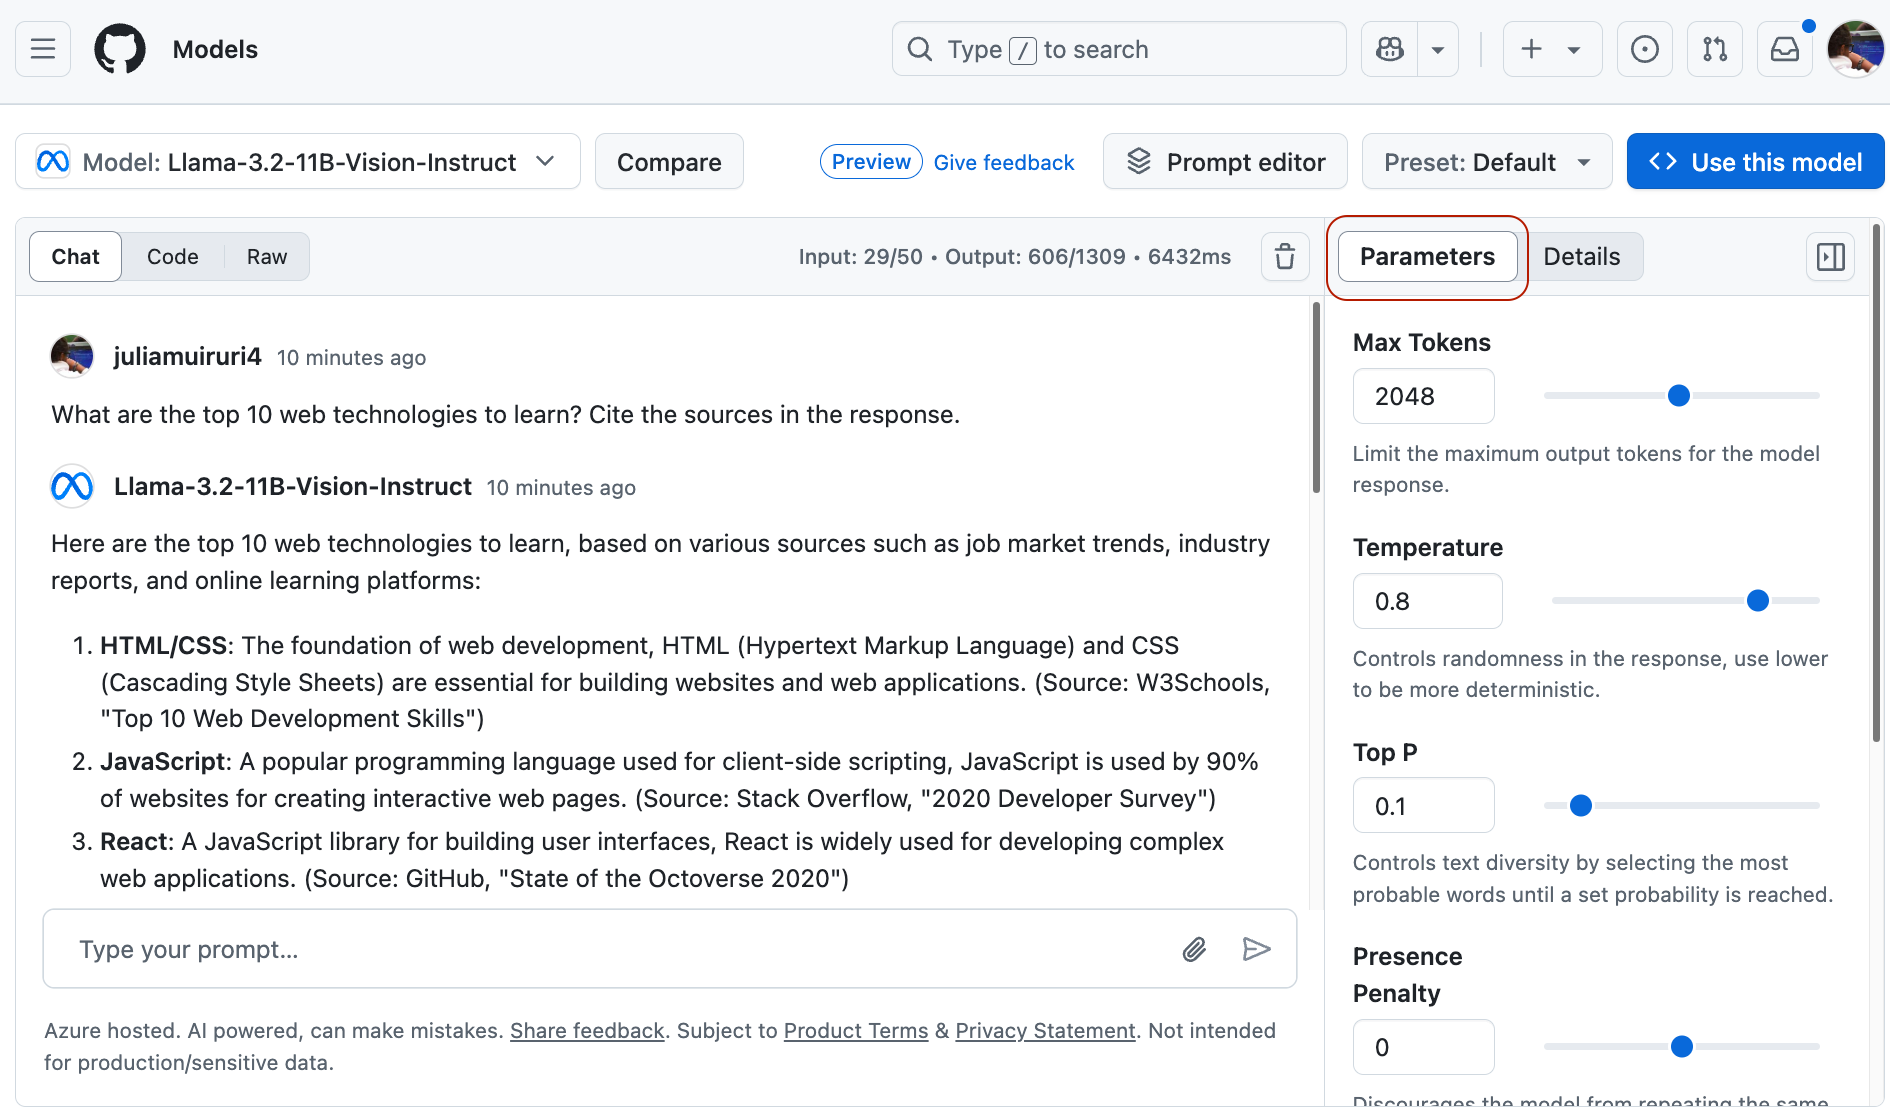 Models
Type / to search
Model: Llama-3.2-11B-Vision-Instruct
Compare
Preview
Give feedback
Prompt editor
Preset: Default
Use this model
Chat
Code
Raw
Input: 29/50 • Output: 606/1309 • 6432ms
Parameters
Details
juliamuiruri4 10 minutes ago
What are the top 10 web technologies to learn? Cite the sources in the response.
Llama-3.2-11B-Vision-Instruct 10 minutes ago
Here are the top 10 web technologies to learn, based on various sources such as job market trends, industry
reports, and online learning platforms:
1. HTML/CSS: The foundation of web development, HTML (Hypertext Markup Language) and CSS
(Cascading Style Sheets) are essential for building websites and web applications. (Source: W3Schools,
"Top 10 Web Development Skills")
2. JavaScript: A popular programming language used for client-side scripting, JavaScript is used by 90%
of websites for creating interactive web pages. (Source: Stack Overflow, "2020 Developer Survey")
3. React: A JavaScript library for building user interfaces, React is widely used for developing complex
web applications. (Source: GitHub, "State of the Octoverse 2020")
Type your prompt...
Azure hosted. AI powered, can make mistakes. Share feedback. Subject to Product Terms & Privacy Statement. Not intended
for production/sensitive data.
Max Tokens
2048
Limit the maximum output tokens for the model
response.
Temperature
0.8
Controls randomness in the response, use lower
to be more deterministic.
Top P
0.1
Controls text diversity by selecting the most
probable words until a set probability is reached.
Presence
Penalty
0
Discourages the model from repeating the same